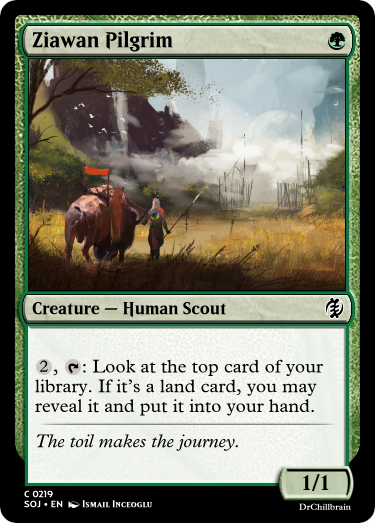 Ziawan Pilgrim
Creature — Human Scout
2, : Look at the top card of your
library. If it's a land card, you may
reveal it and put it into your hand.
The toil makes the journey.
1/1
C 0219
SOJ • EN Ismail Inceoglu
DrChillbrain